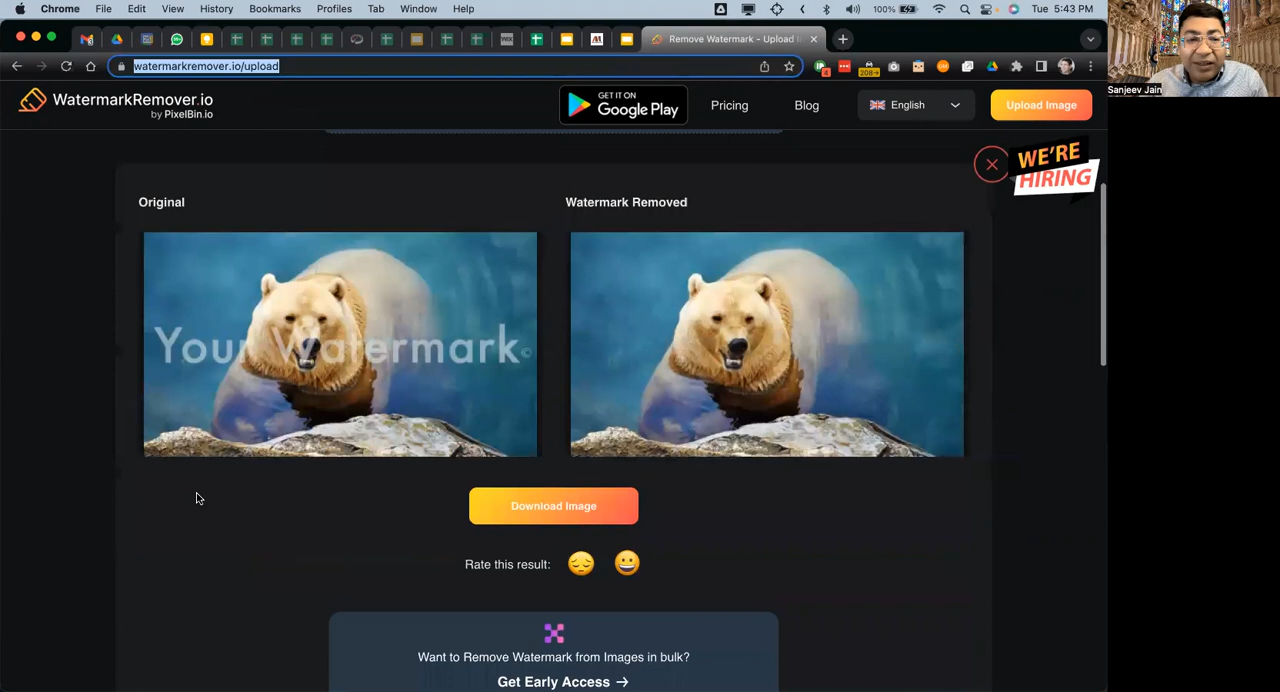 Chrome File Edit View History Bookmarks Profiles Tab Window Help 100% Tue 5:43 PM
Remove Watermark – Upload I
watermarkremover.io/upload
4
208+
Sanjeev Jain
WatermarkRemover.io
by PixelBin.io
GET IT ON
Google Play
Pricing
Blog
English
Upload Image
WE'RE
HIRING
Original
Watermark Removed
Your Watermark©
Download Image
Rate this result:
Want to Remove Watermark from Images in bulk?
Get Early Access →